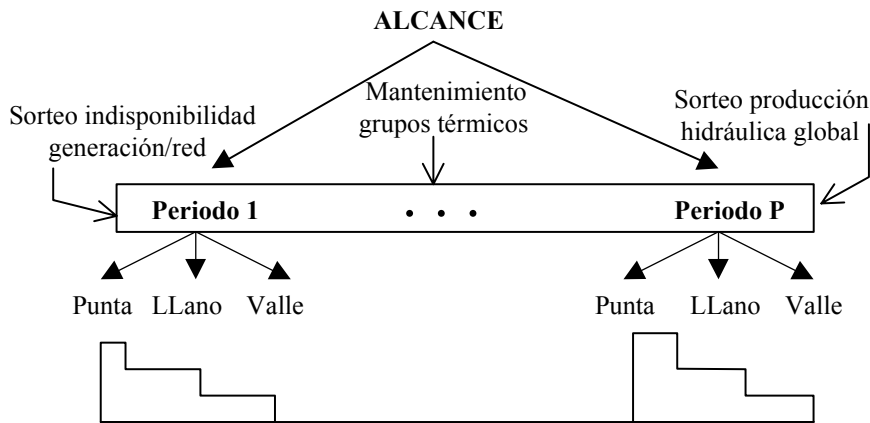 ALCANCE
Sorteo indisponibilidad
generación/red
Mantenimiento
grupos térmicos
Sorteo producción
hidráulica global
Periodo 1
. . .
Periodo P
Punta LLano Valle
Punta LLano Valle